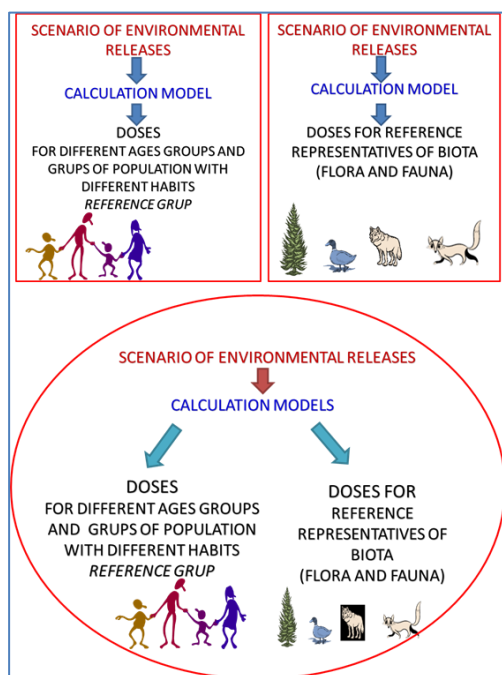 SCENARIO OF ENVIRONMENTAL
RELEASES
CALCULATION MODEL
DOSES
FOR DIFFERENT AGES GROUPS AND
GRUPS OF POPULATION WITH
DIFFERENT HABITS
REFERENCE GRUP
SCENARIO OF ENVIRONMENTAL
RELEASES
CALCULATION MODEL
DOSES FOR REFERENCE
REPRESENTATIVES OF BIOTA
(FLORA AND FAUNA)
SCENARIO OF ENVIRONMENTAL RELEASES
CALCULATION MODELS
DOSES
FOR DIFFERENT AGES GROUPS
AND GRUPS OF POPULATION
WITH DIFFERENT HABITS
REFERENCE GRUP
DOSES FOR
REFERENCE
REPRESENTATIVES OF
BIOTA
(FLORA AND FAUNA)